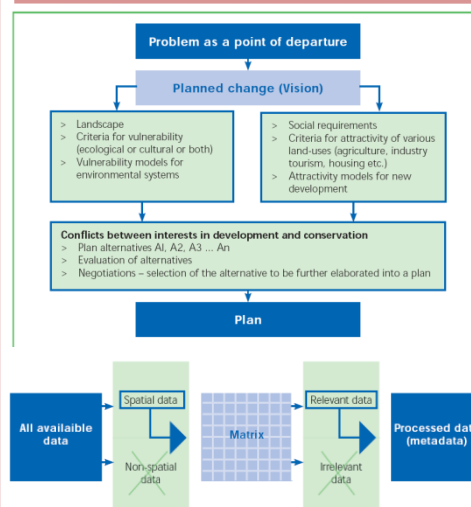 Problem as a point of departure
Planned change (Vision)
> Landscape
> Criteria for vulnerability
(ecological or cultural or both)
> Vulnerability models for
environmental systems
> Social requirements
> Criteria for attractivity of various
land-uses (agriculture, industry
tourism, housing etc.)
> Attractivity models for new
development
Conflicts between interests in development and conservation
> Plan alternatives AI, A2, A3 ... An
> Evaluation of alternatives
> Negotiations – selection of the alternative to be further elaborated into a plan
Plan
All availaible
data
Spatial data
Non-spatial
data
Matrix
Relevant data
Irrelevant
data
Processed data
(metadata)